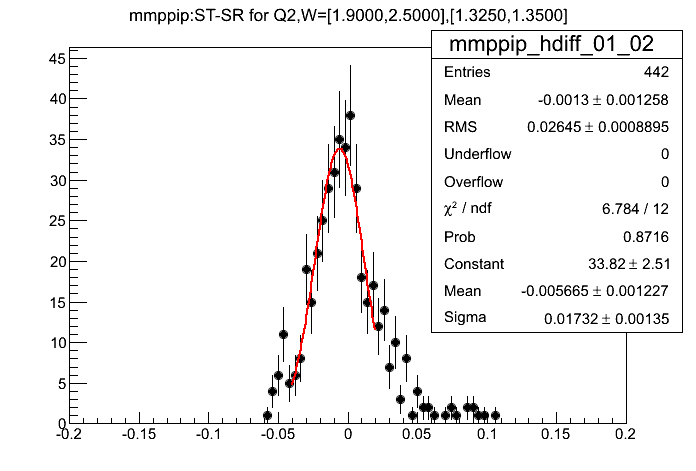 mmppip:ST-SR for Q2,W=[1.9000,2.5000],[1.3250,1.3500]
mmppip_hdiff_01_02
Entries 442
Mean -0.0013 ± 0.001258
RMS 0.02645 ± 0.0008895
Underflow 0
Overflow 0
χ² / ndf 6.784 / 12
Prob 0.8716
Constant 33.82 ± 2.51
Mean -0.005665 ± 0.001227
Sigma 0.01732 ± 0.00135
45
40
35
30
25
20
15
10
5
0
-0.2 -0.15 -0.1 -0.05 0 0.05 0.1 0.15 0.2